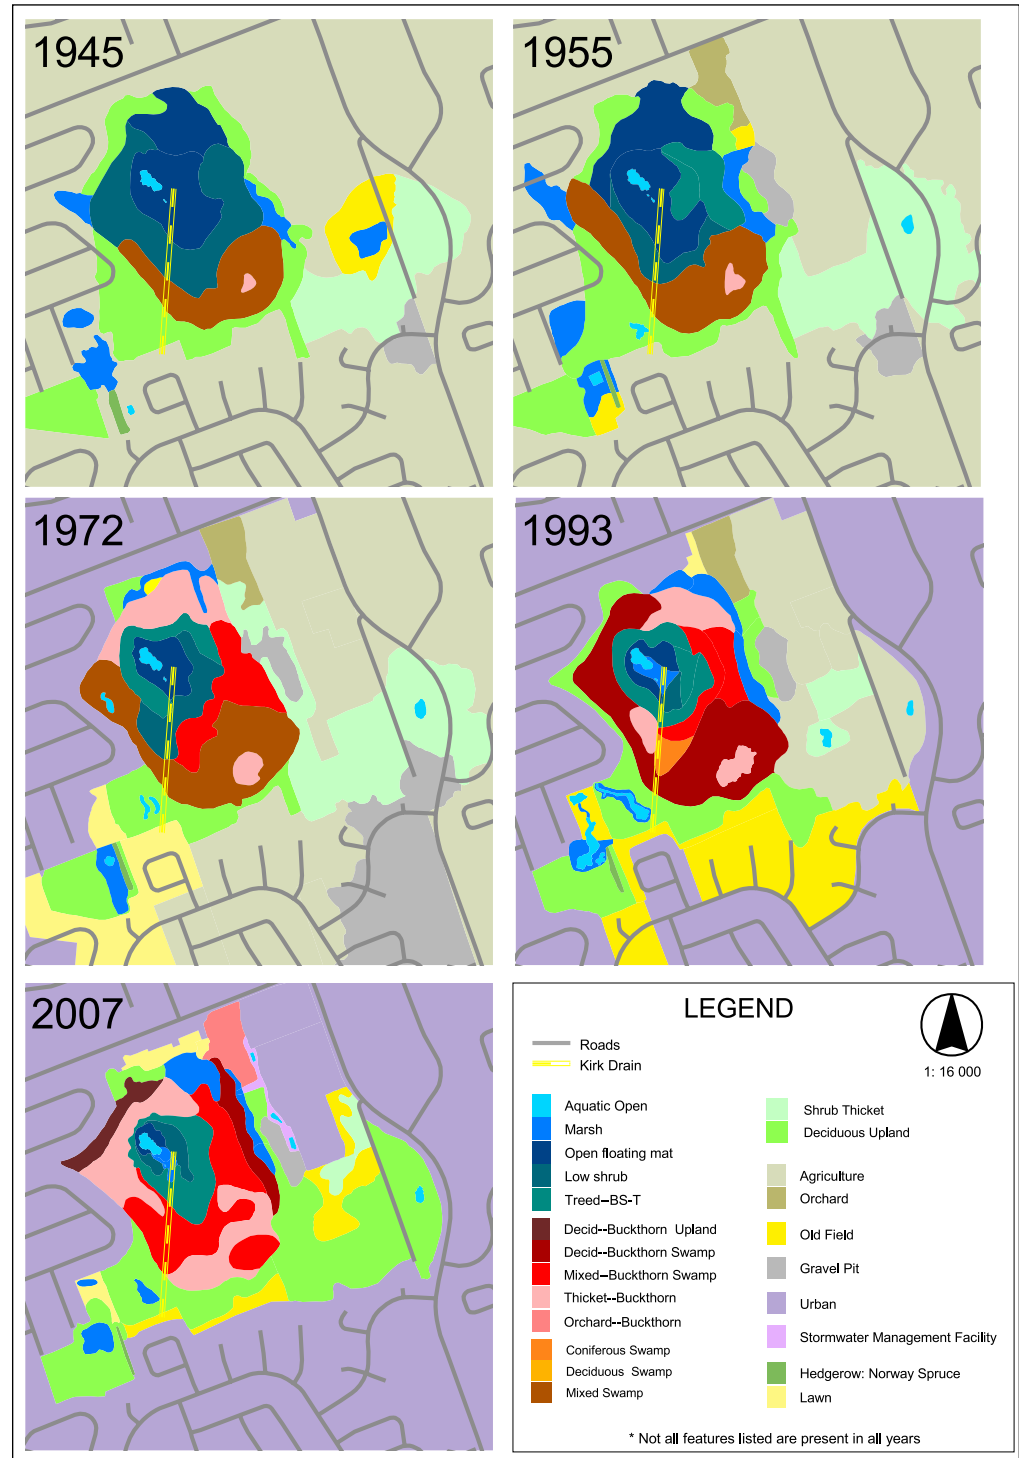 1945
1955
1972
1993
2007
LEGEND
Roads
Kirk Drain
1: 16 000
Aquatic Open
Marsh
Open floating mat
Low shrub
Treed--BS-T
Decid--Buckthorn Upland
Decid--Buckthorn Swamp
Mixed--Buckthorn Swamp
Thicket--Buckthorn
Orchard--Buckthorn
Coniferous Swamp
Deciduous Swamp
Mixed Swamp
Shrub Thicket
Deciduous Upland
Agriculture
Orchard
Old Field
Gravel Pit
Urban
Stormwater Management Facility
Hedgerow: Norway Spruce
Lawn
* Not all features listed are present in all years